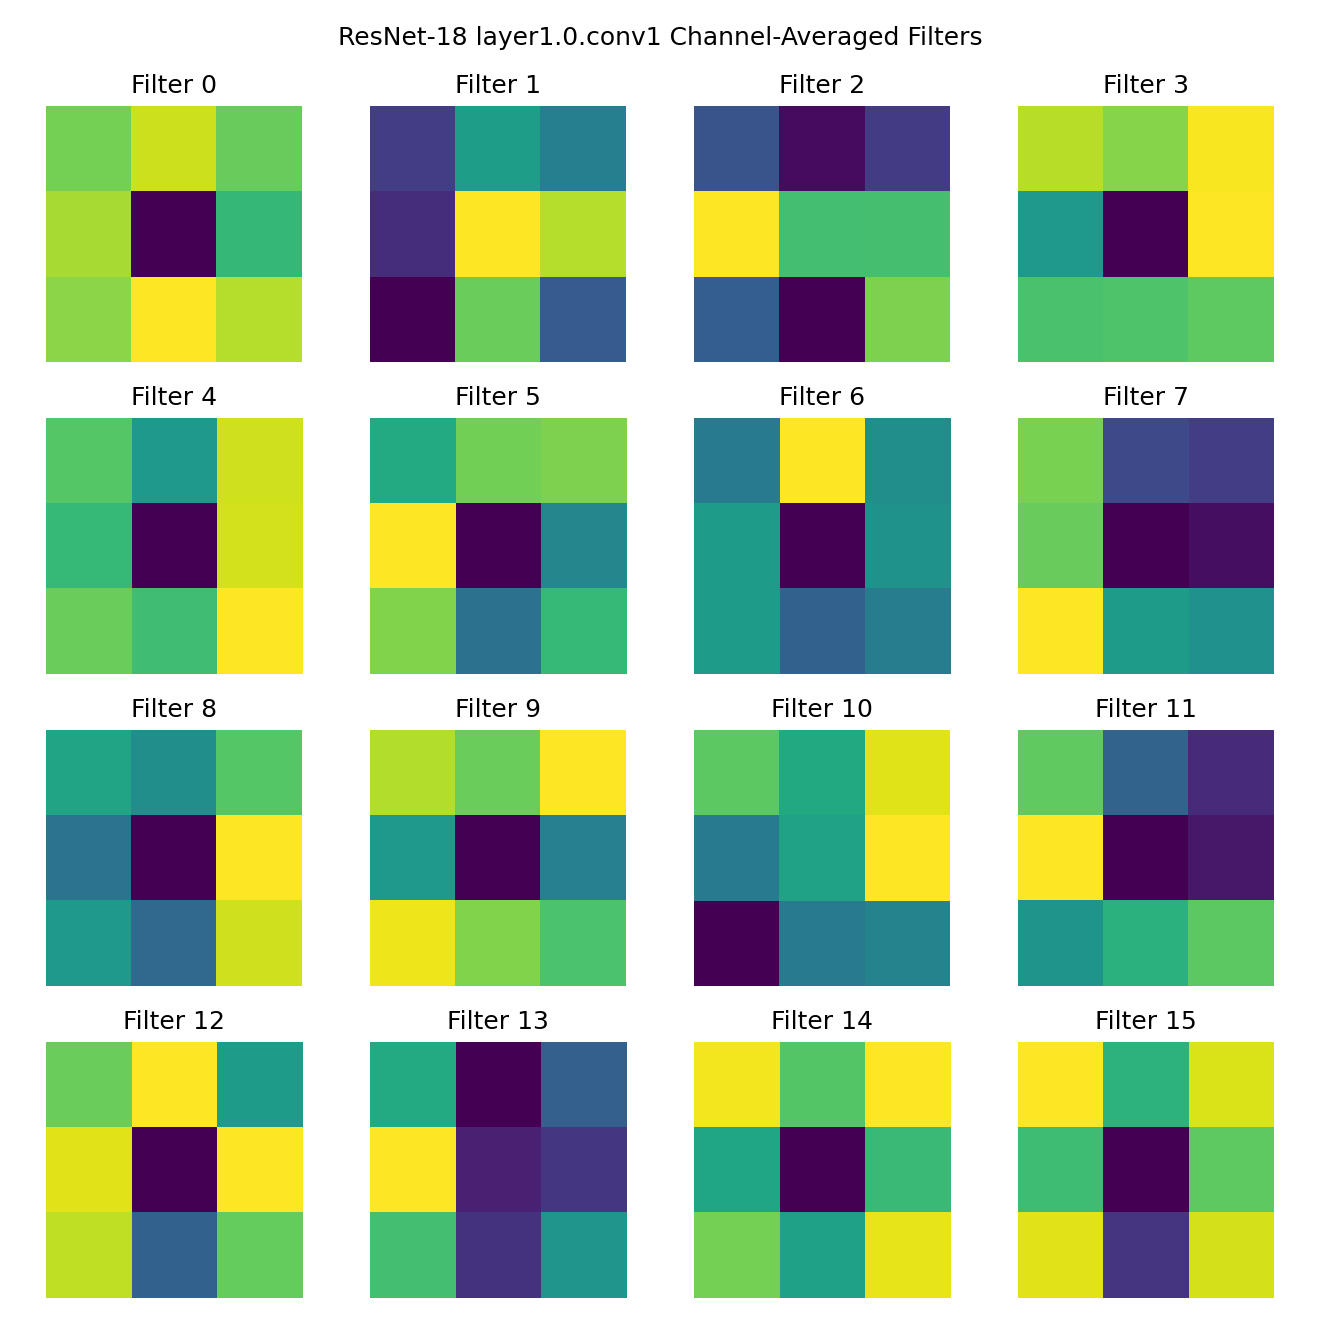 ResNet-18 layer1.0.conv1 Channel-Averaged Filters
Filter 0
Filter 1
Filter 2
Filter 3
Filter 4
Filter 5
Filter 6
Filter 7
Filter 8
Filter 9
Filter 10
Filter 11
Filter 12
Filter 13
Filter 14
Filter 15